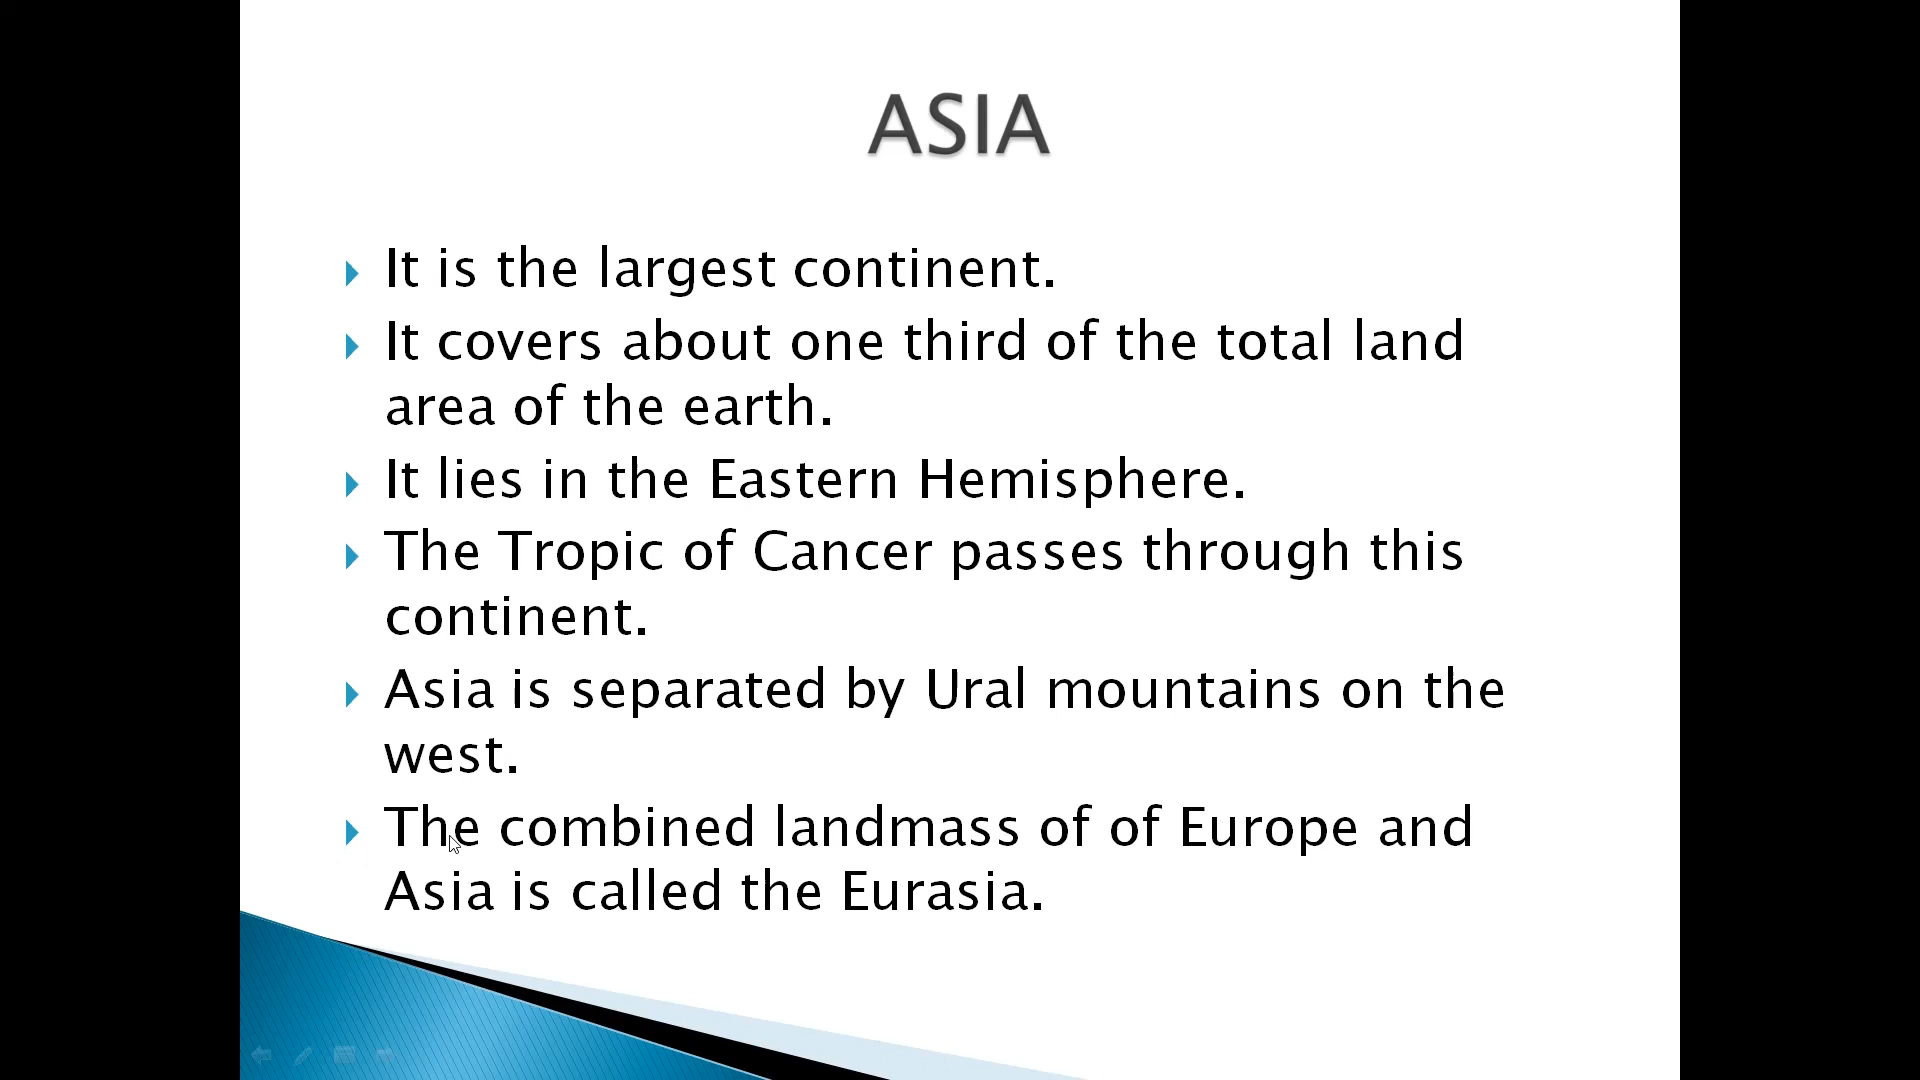 ASIA
It is the largest continent.
It covers about one third of the total land
area of the earth.
It lies in the Eastern Hemisphere.
The Tropic of Cancer passes through this
continent.
Asia is separated by Ural mountains on the
west.
The combined landmass of of Europe and
Asia is called the Eurasia.